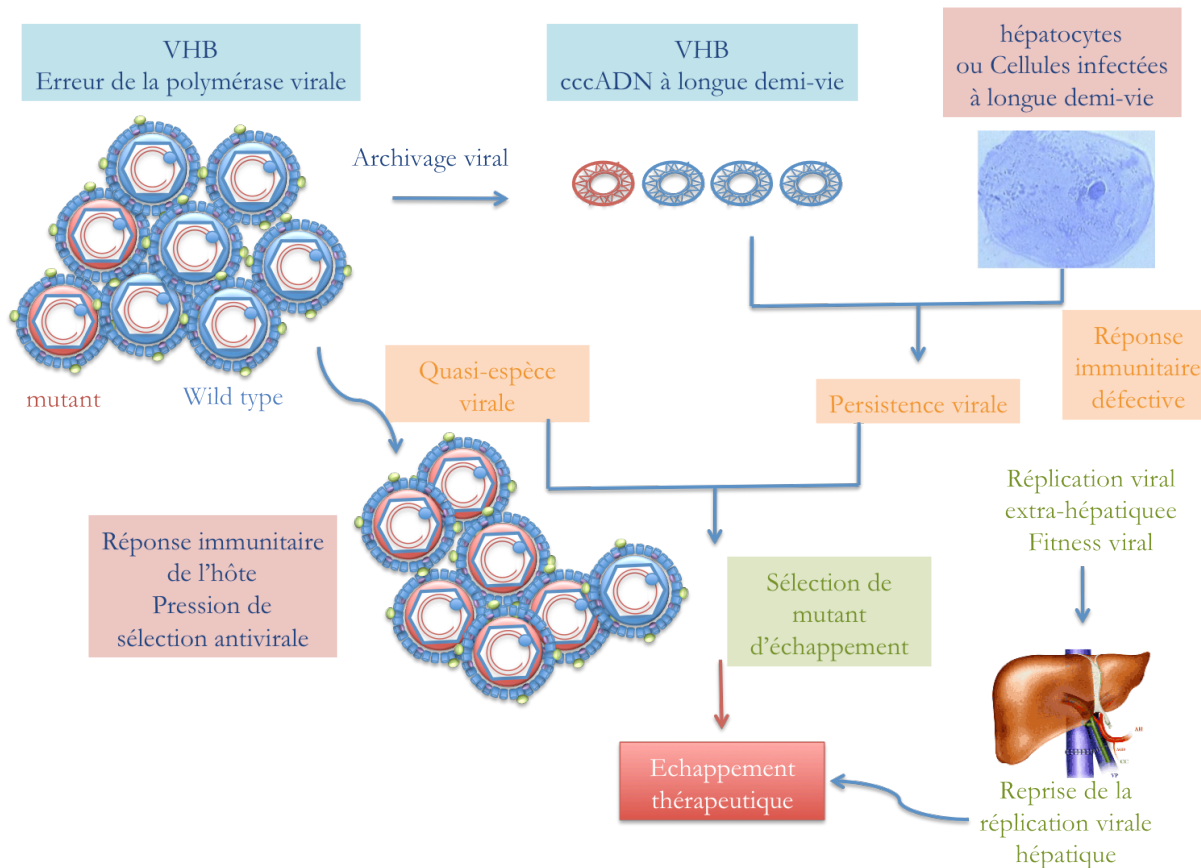 VHB
Erreur de la polymérase virale
VHB
cccADN à longue demi-vie
hépatocytes
ou Cellules infectées
à longue demi-vie
Archivage viral
mutant
Wild type
Quasi-espèce
virale
Persistence virale
Réponse
immunitaire
défective
Réponse immunitaire
de l’hôte
Pression de
sélection antivirale
Sélection de
mutant
d’échappement
Réplication viral
extra-hépatiquee
Fitness viral
AH
CC
VP
Echappement
thérapeutique
Reprise de la
réplication virale
hépatique